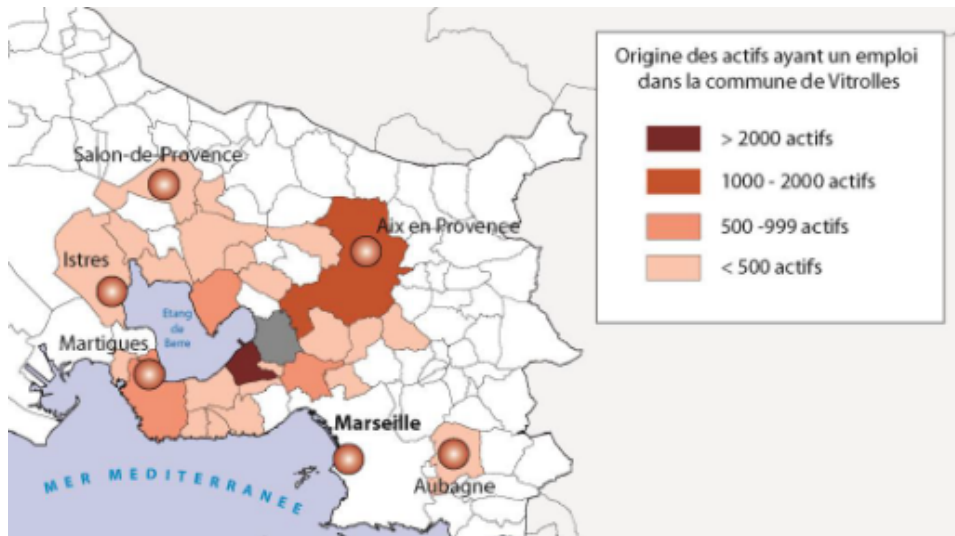 Origine des actifs ayant un emploi
dans la commune de Vitrolles
> 2000 actifs
1000 - 2000 actifs
500 -999 actifs
< 500 actifs
Salon-de-Provence
Aix en Provence
Istres
Etang
de
Berre
Martigues
Marseille
Aubagne
MER MEDITERRANEE